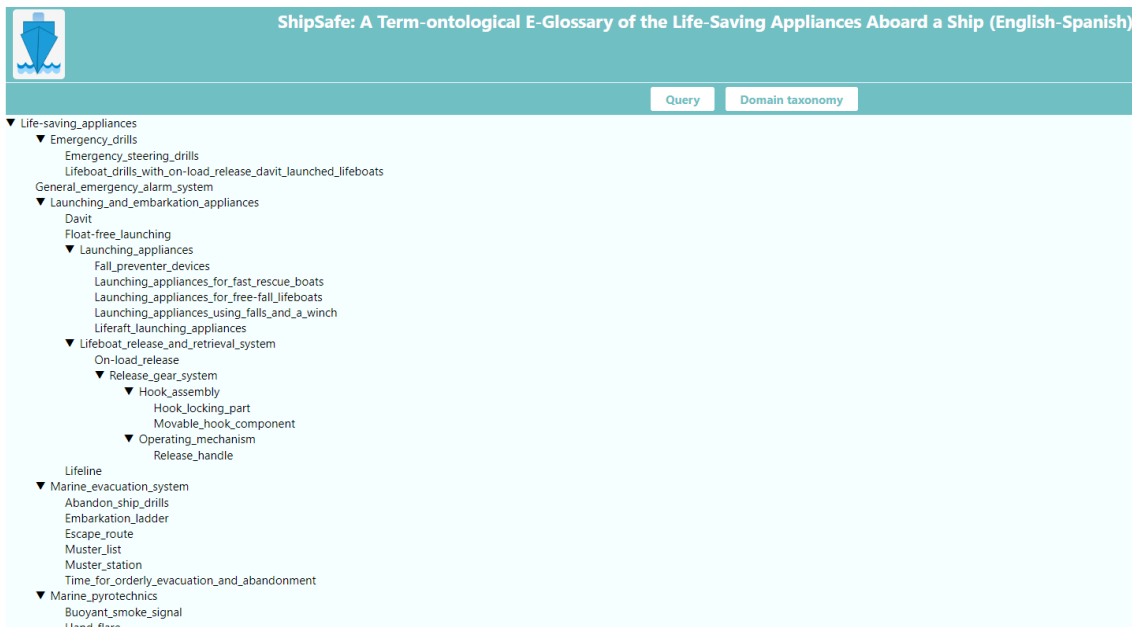 ShipSafe: A Term-ontological E-Glossary of the Life-Saving Appliances Aboard a Ship (English-Spanish)
Query Domain taxonomy
▼ Life-saving_appliances
▼ Emergency_drills
Emergency_steering_drills
Lifeboat_drills_with_on-load_release_davit_launched_lifeboats
General_emergency_alarm_system
▼ Launching_and_embarkation_appliances
Davit
Float-free_launching
▼ Launching_appliances
Fall_preventer_devices
Launching_appliances_for_fast_rescue_boats
Launching_appliances_for_free-fall_lifeboats
Launching_appliances_using_falls_and_a_winch
Liferaft_launching_appliances
▼ Lifeboat_release_and_retrieval_system
On-load_release
▼ Release_gear_system
▼ Hook_assembly
Hook_locking_part
Movable_hook_component
▼ Operating_mechanism
Release_handle
Lifeline
▼ Marine_evacuation_system
Abandon_ship_drills
Embarkation_ladder
Escape_route
Muster_list
Muster_station
Time_for_orderly_evacuation_and_abandonment
▼ Marine_pyrotechnics
Buoyant_smoke_signal
Hand_flare